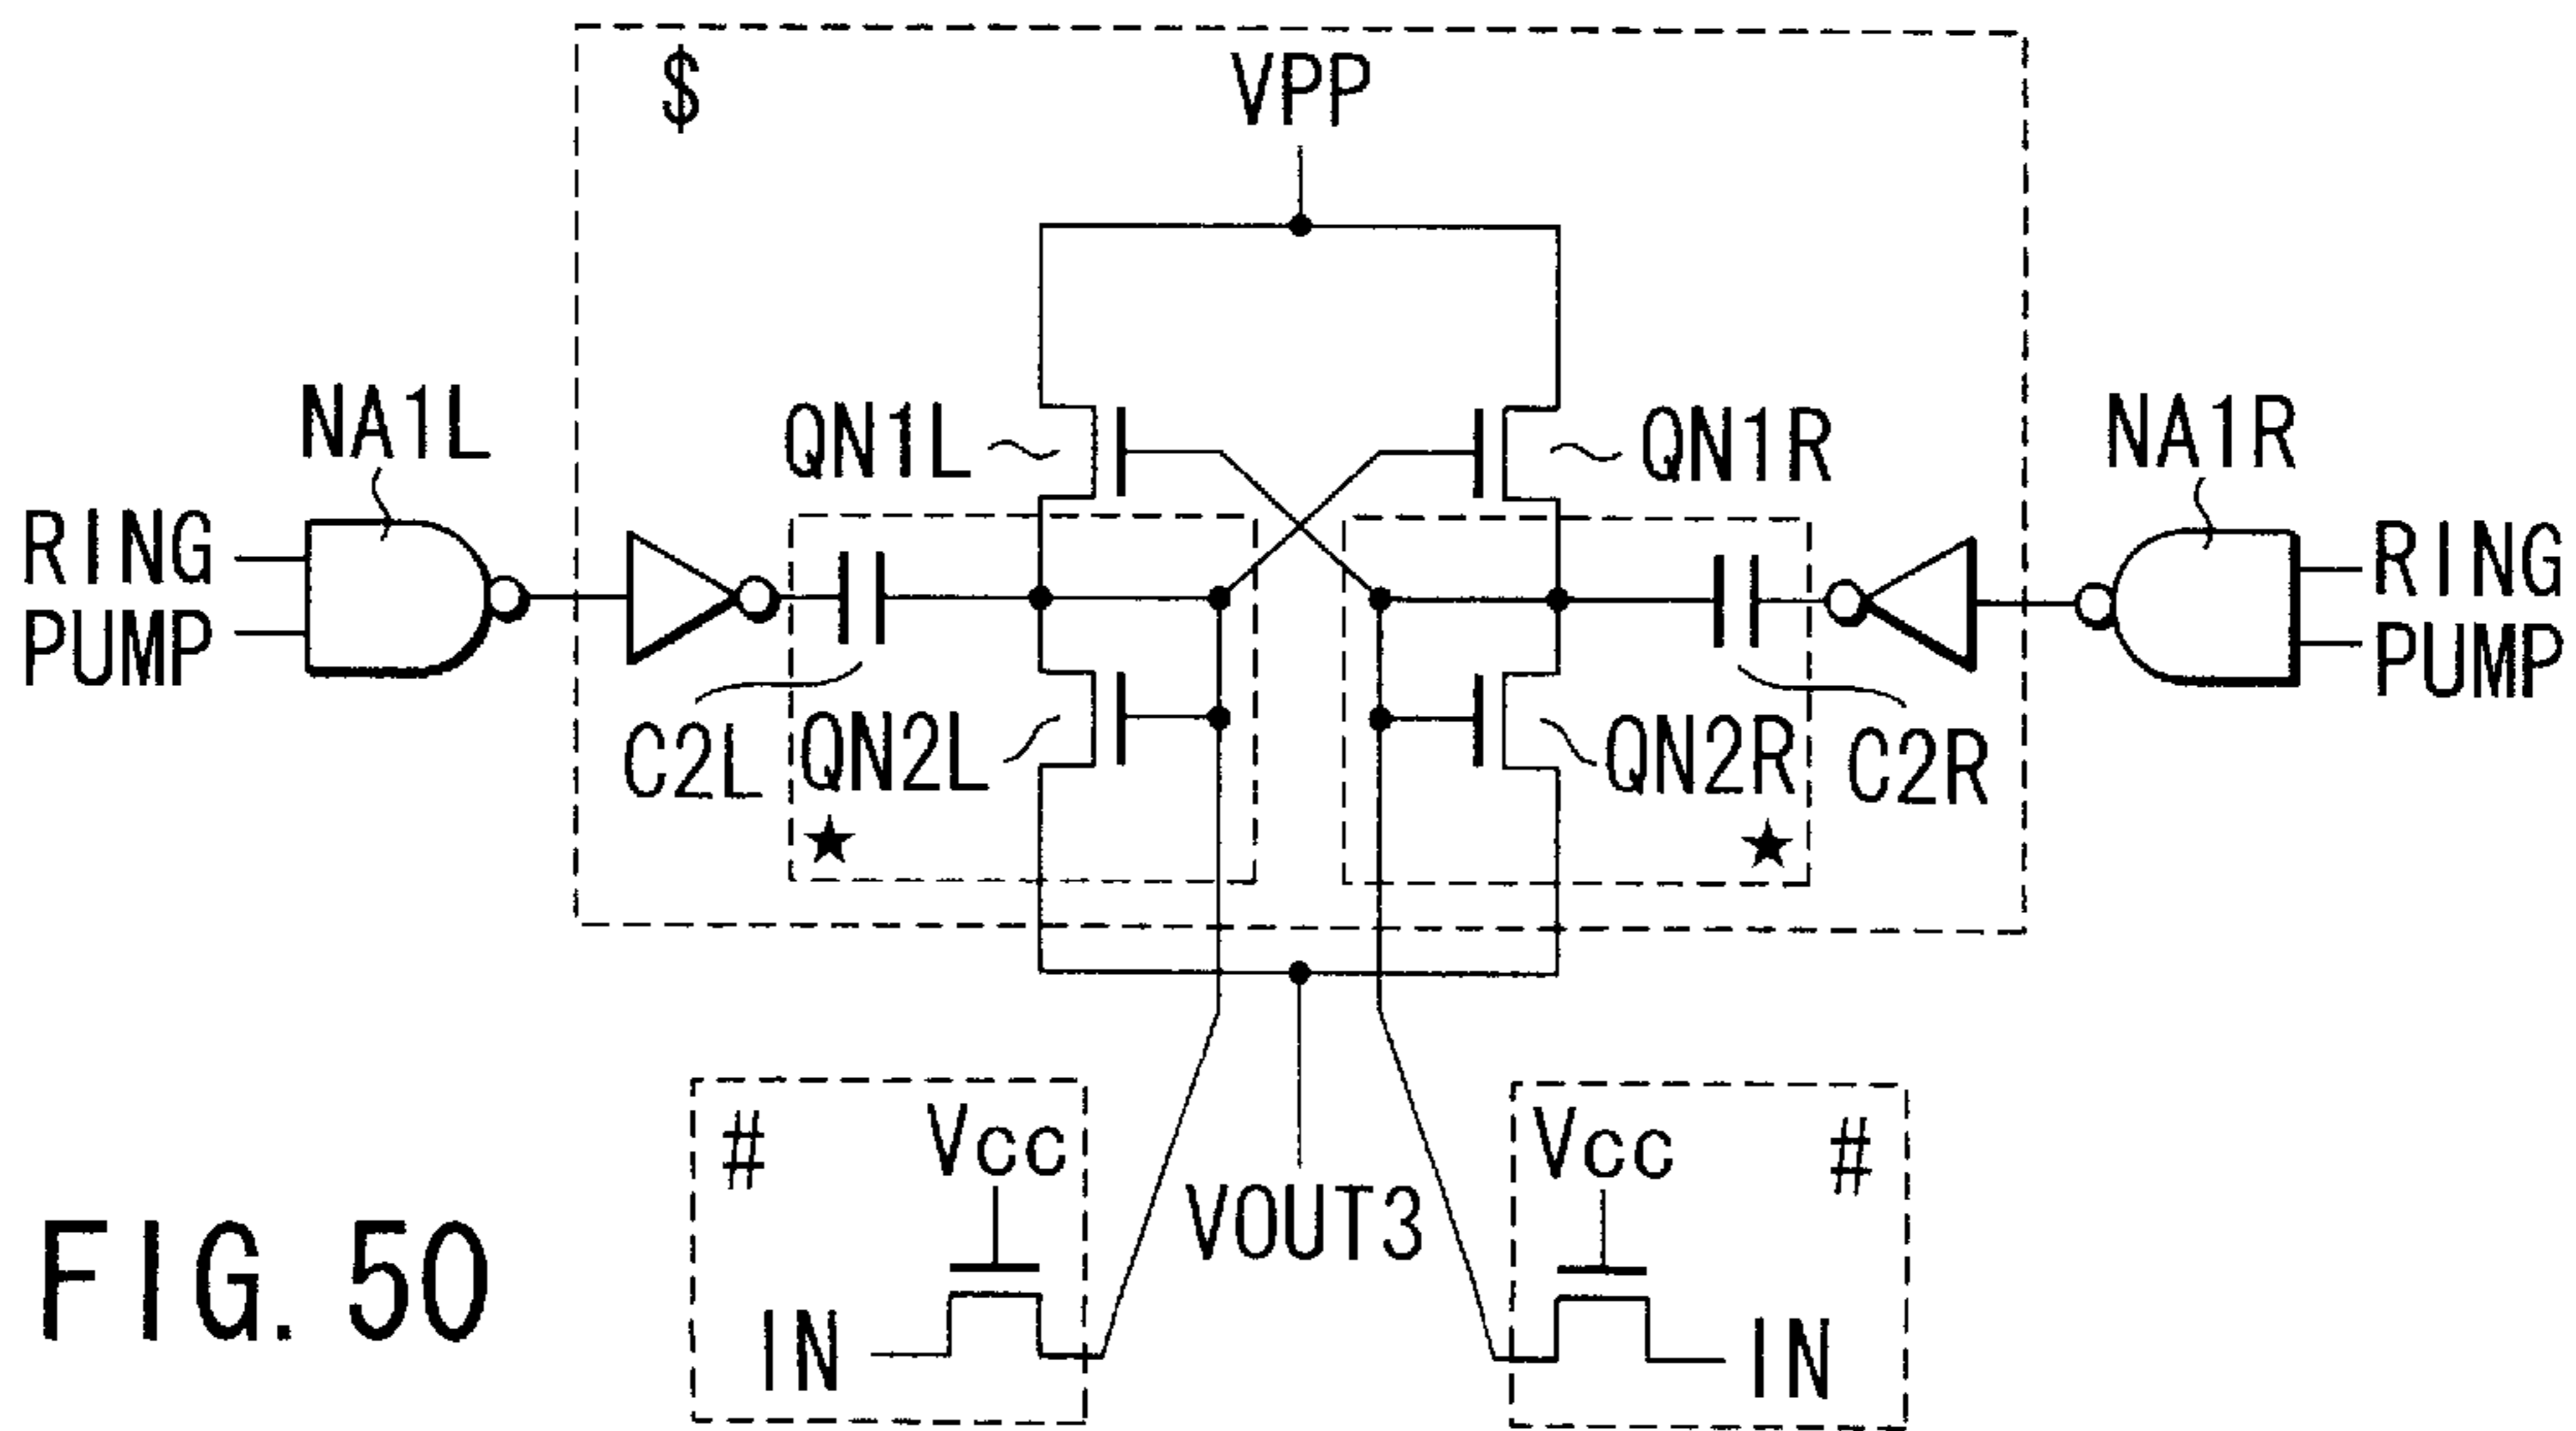 $
VPP
NA1L
QN1L
QN1R
NA1R
RING
PUMP
RING
PUMP
C2L
QN2L
QN2R
C2R
★
★
#
Vcc
Vcc
#
VOUT3
IN
IN
FIG. 50